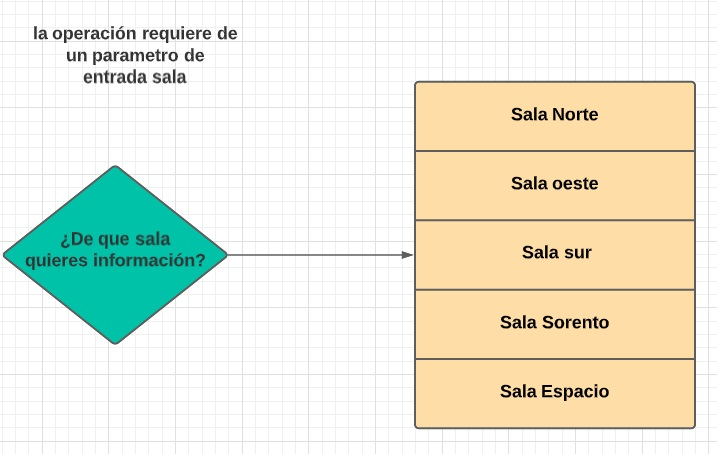 la operación requiere de
un parametro de
entrada sala
¿De que sala
quieres información?
Sala Norte
Sala oeste
Sala sur
Sala Sorento
Sala Espacio